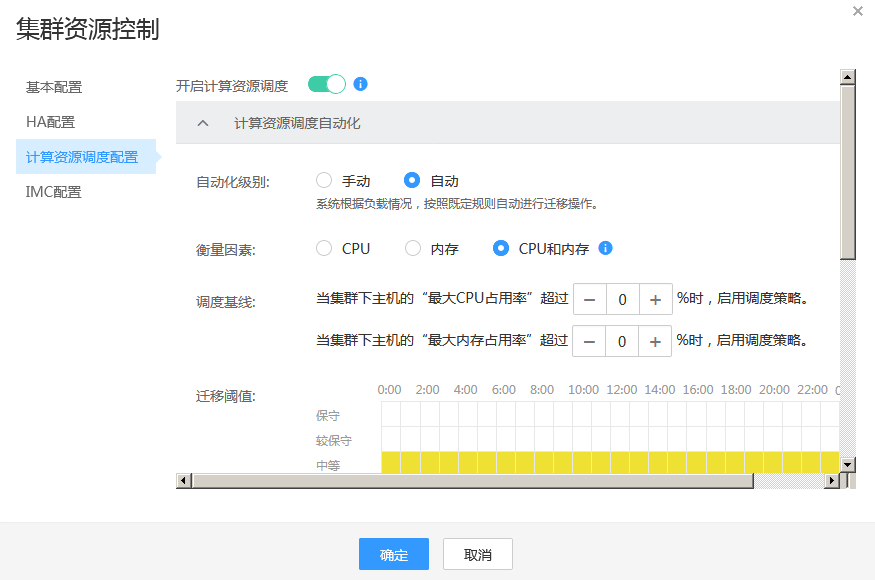 集群资源控制
基本配置
HA配置
计算资源调度配置
IMC配置
开启计算资源调度
计算资源调度自动化
自动化级别: 手动 自动
系统根据负载情况，按照既定规则自动进行迁移操作。
衡量因素: CPU 内存 CPU和内存
调度基线: 当集群下主机的“最大CPU占用率”超过 − 0 + %时，启用调度策略。
当集群下主机的“最大内存占用率”超过 − 0 + %时，启用调度策略。
迁移阈值: 0:00 2:00 4:00 6:00 8:00 10:00 12:00 14:00 16:00 18:00 20:00 22:00
保守
较保守
中等
确定 取消